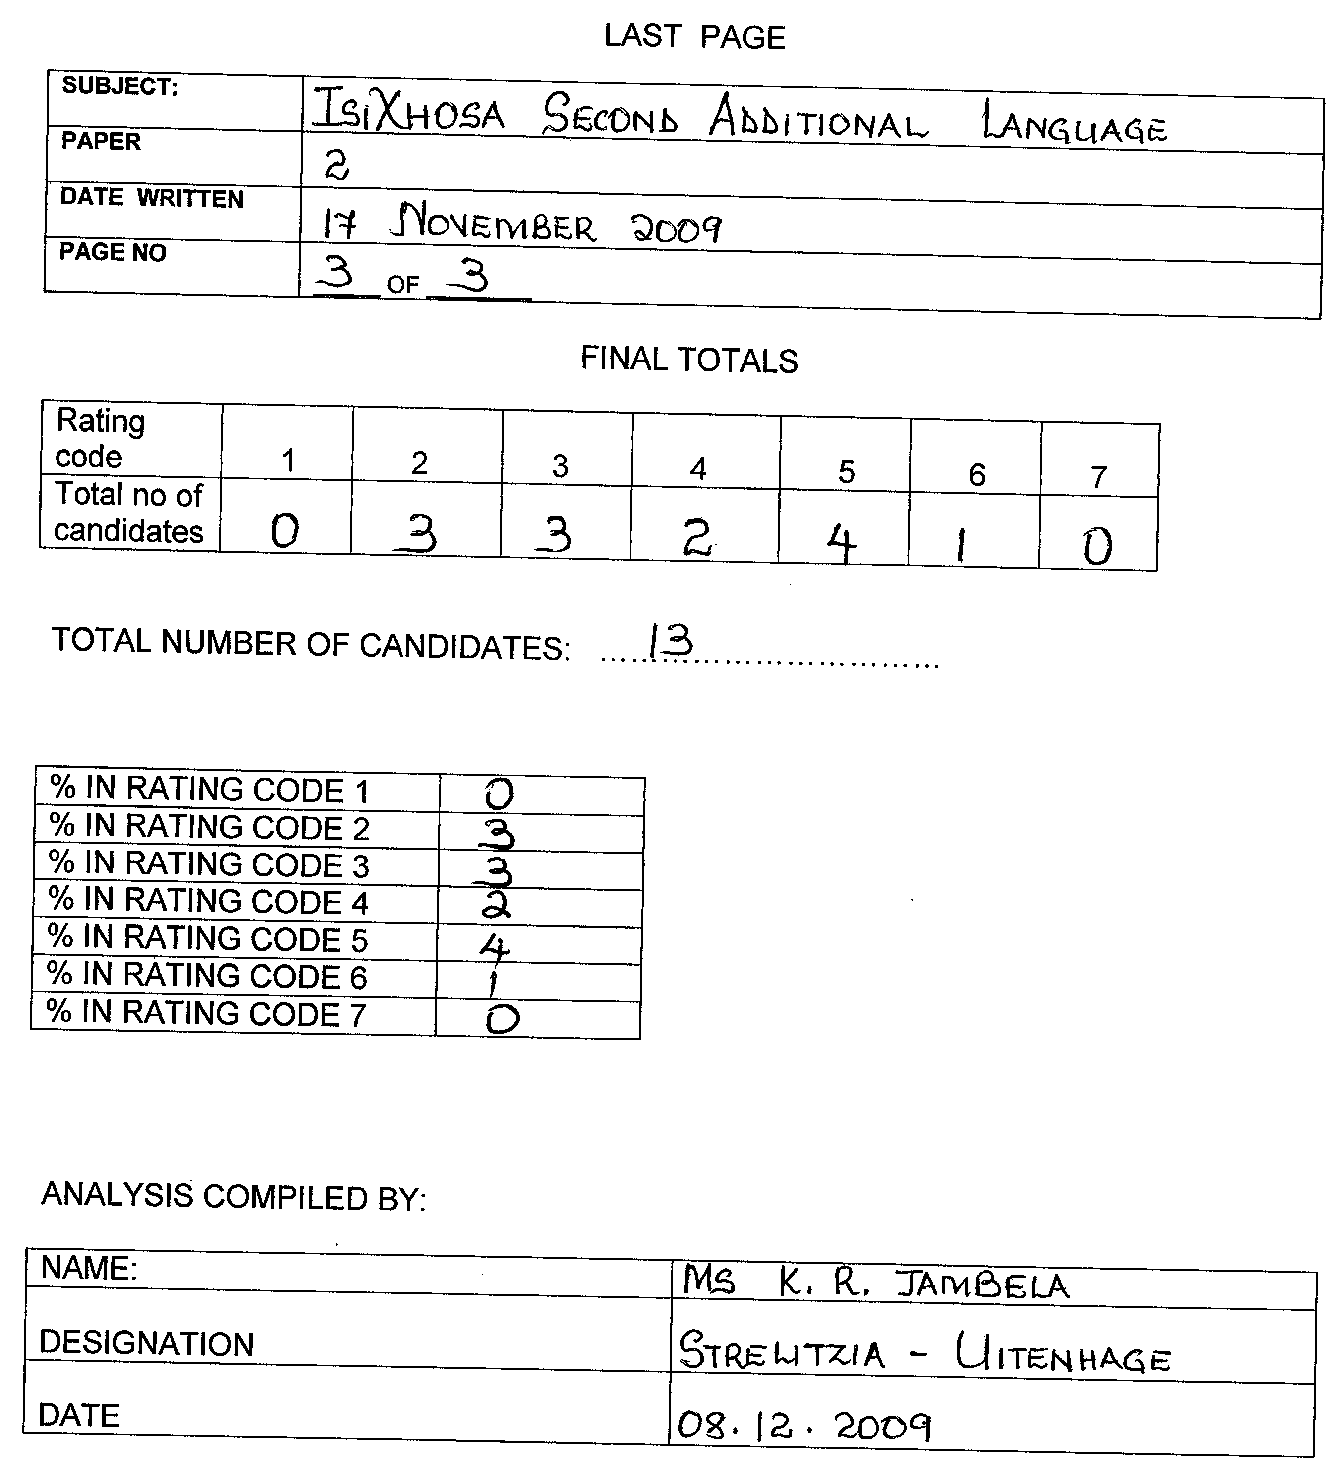 LAST PAGE
SUBJECT: ISIXHOSA SECOND ADDITIONAL LANGUAGE
PAPER 2
DATE WRITTEN 17 NOVEMBER 2009
PAGE NO 3 OF 3
FINAL TOTALS
Rating
code 1 2 3 4 5 6 7
Total no of
candidates 0 3 3 2 4 1 0
TOTAL NUMBER OF CANDIDATES: 13
% IN RATING CODE 1 0
% IN RATING CODE 2 3
% IN RATING CODE 3 3
% IN RATING CODE 4 2
% IN RATING CODE 5 4
% IN RATING CODE 6 1
% IN RATING CODE 7 0
ANALYSIS COMPILED BY:
NAME: MS K. R. JAMBELA
DESIGNATION STRELITZIA - UITENHAGE
DATE 08.12.2009